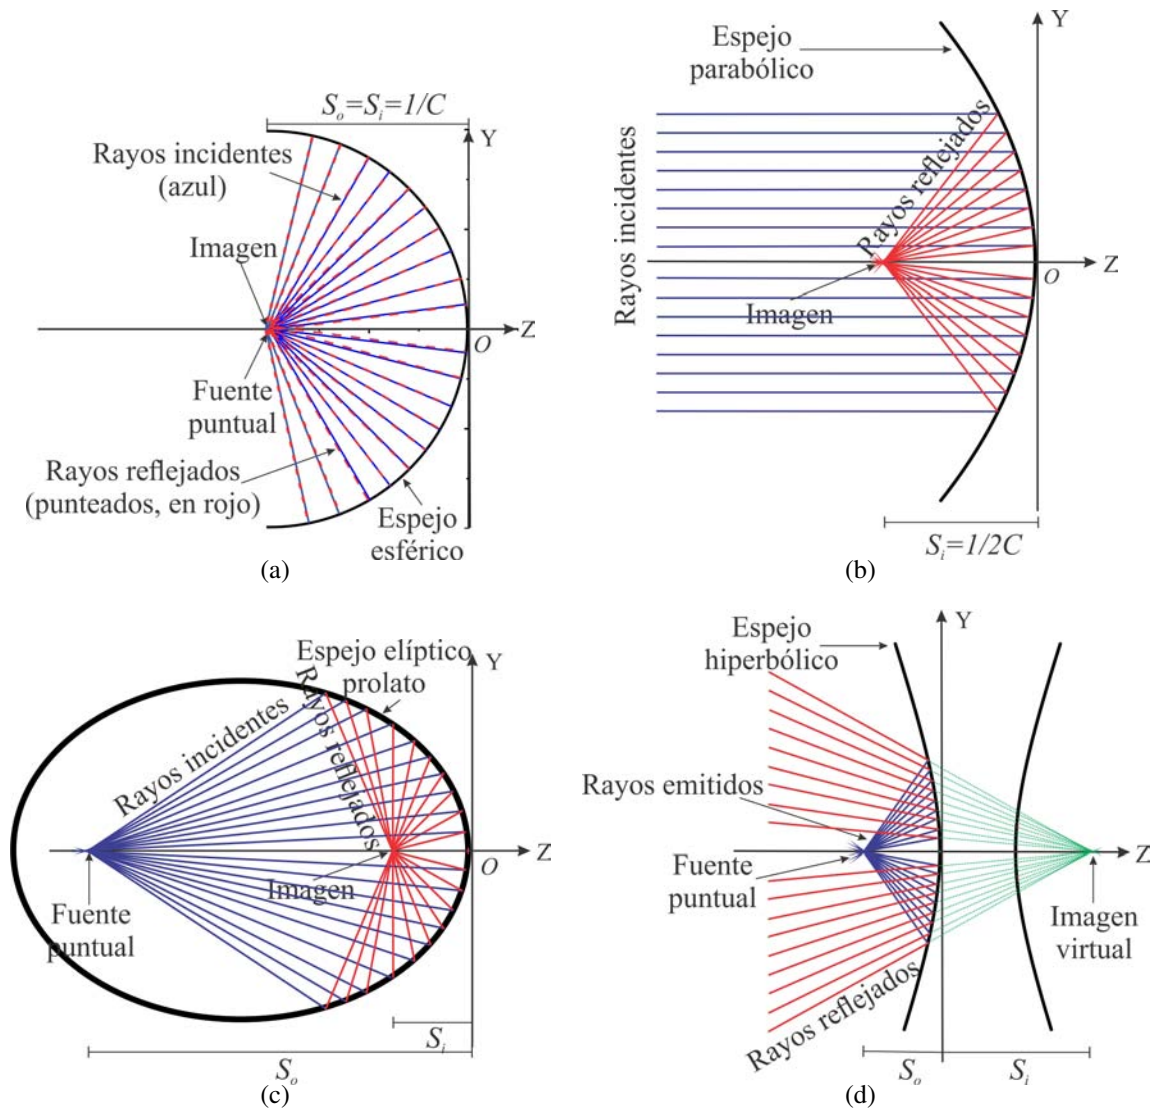 S_o=S_i=1/C
Y
Rayos incidentes
(azul)
Imagen
Z
O
Fuente
puntual
Rayos reflejados
(punteados, en rojo)
Espejo
esférico
(a)
Y
Espejo
parabólico
Rayos incidentes
Rayos reflejados
Z
O
Imagen
S_i=1/2C
(b)
Espejo elíptico
prolato
Y
Rayos incidentes
Rayos reflejados
Z
O
Imagen
Fuente
puntual
S_i
S_o
(c)
Espejo
hiperbólico
Y
Rayos emitidos
Z
Fuente
puntual
Imagen
virtual
Rayos reflejados
S_o
S_i
(d)